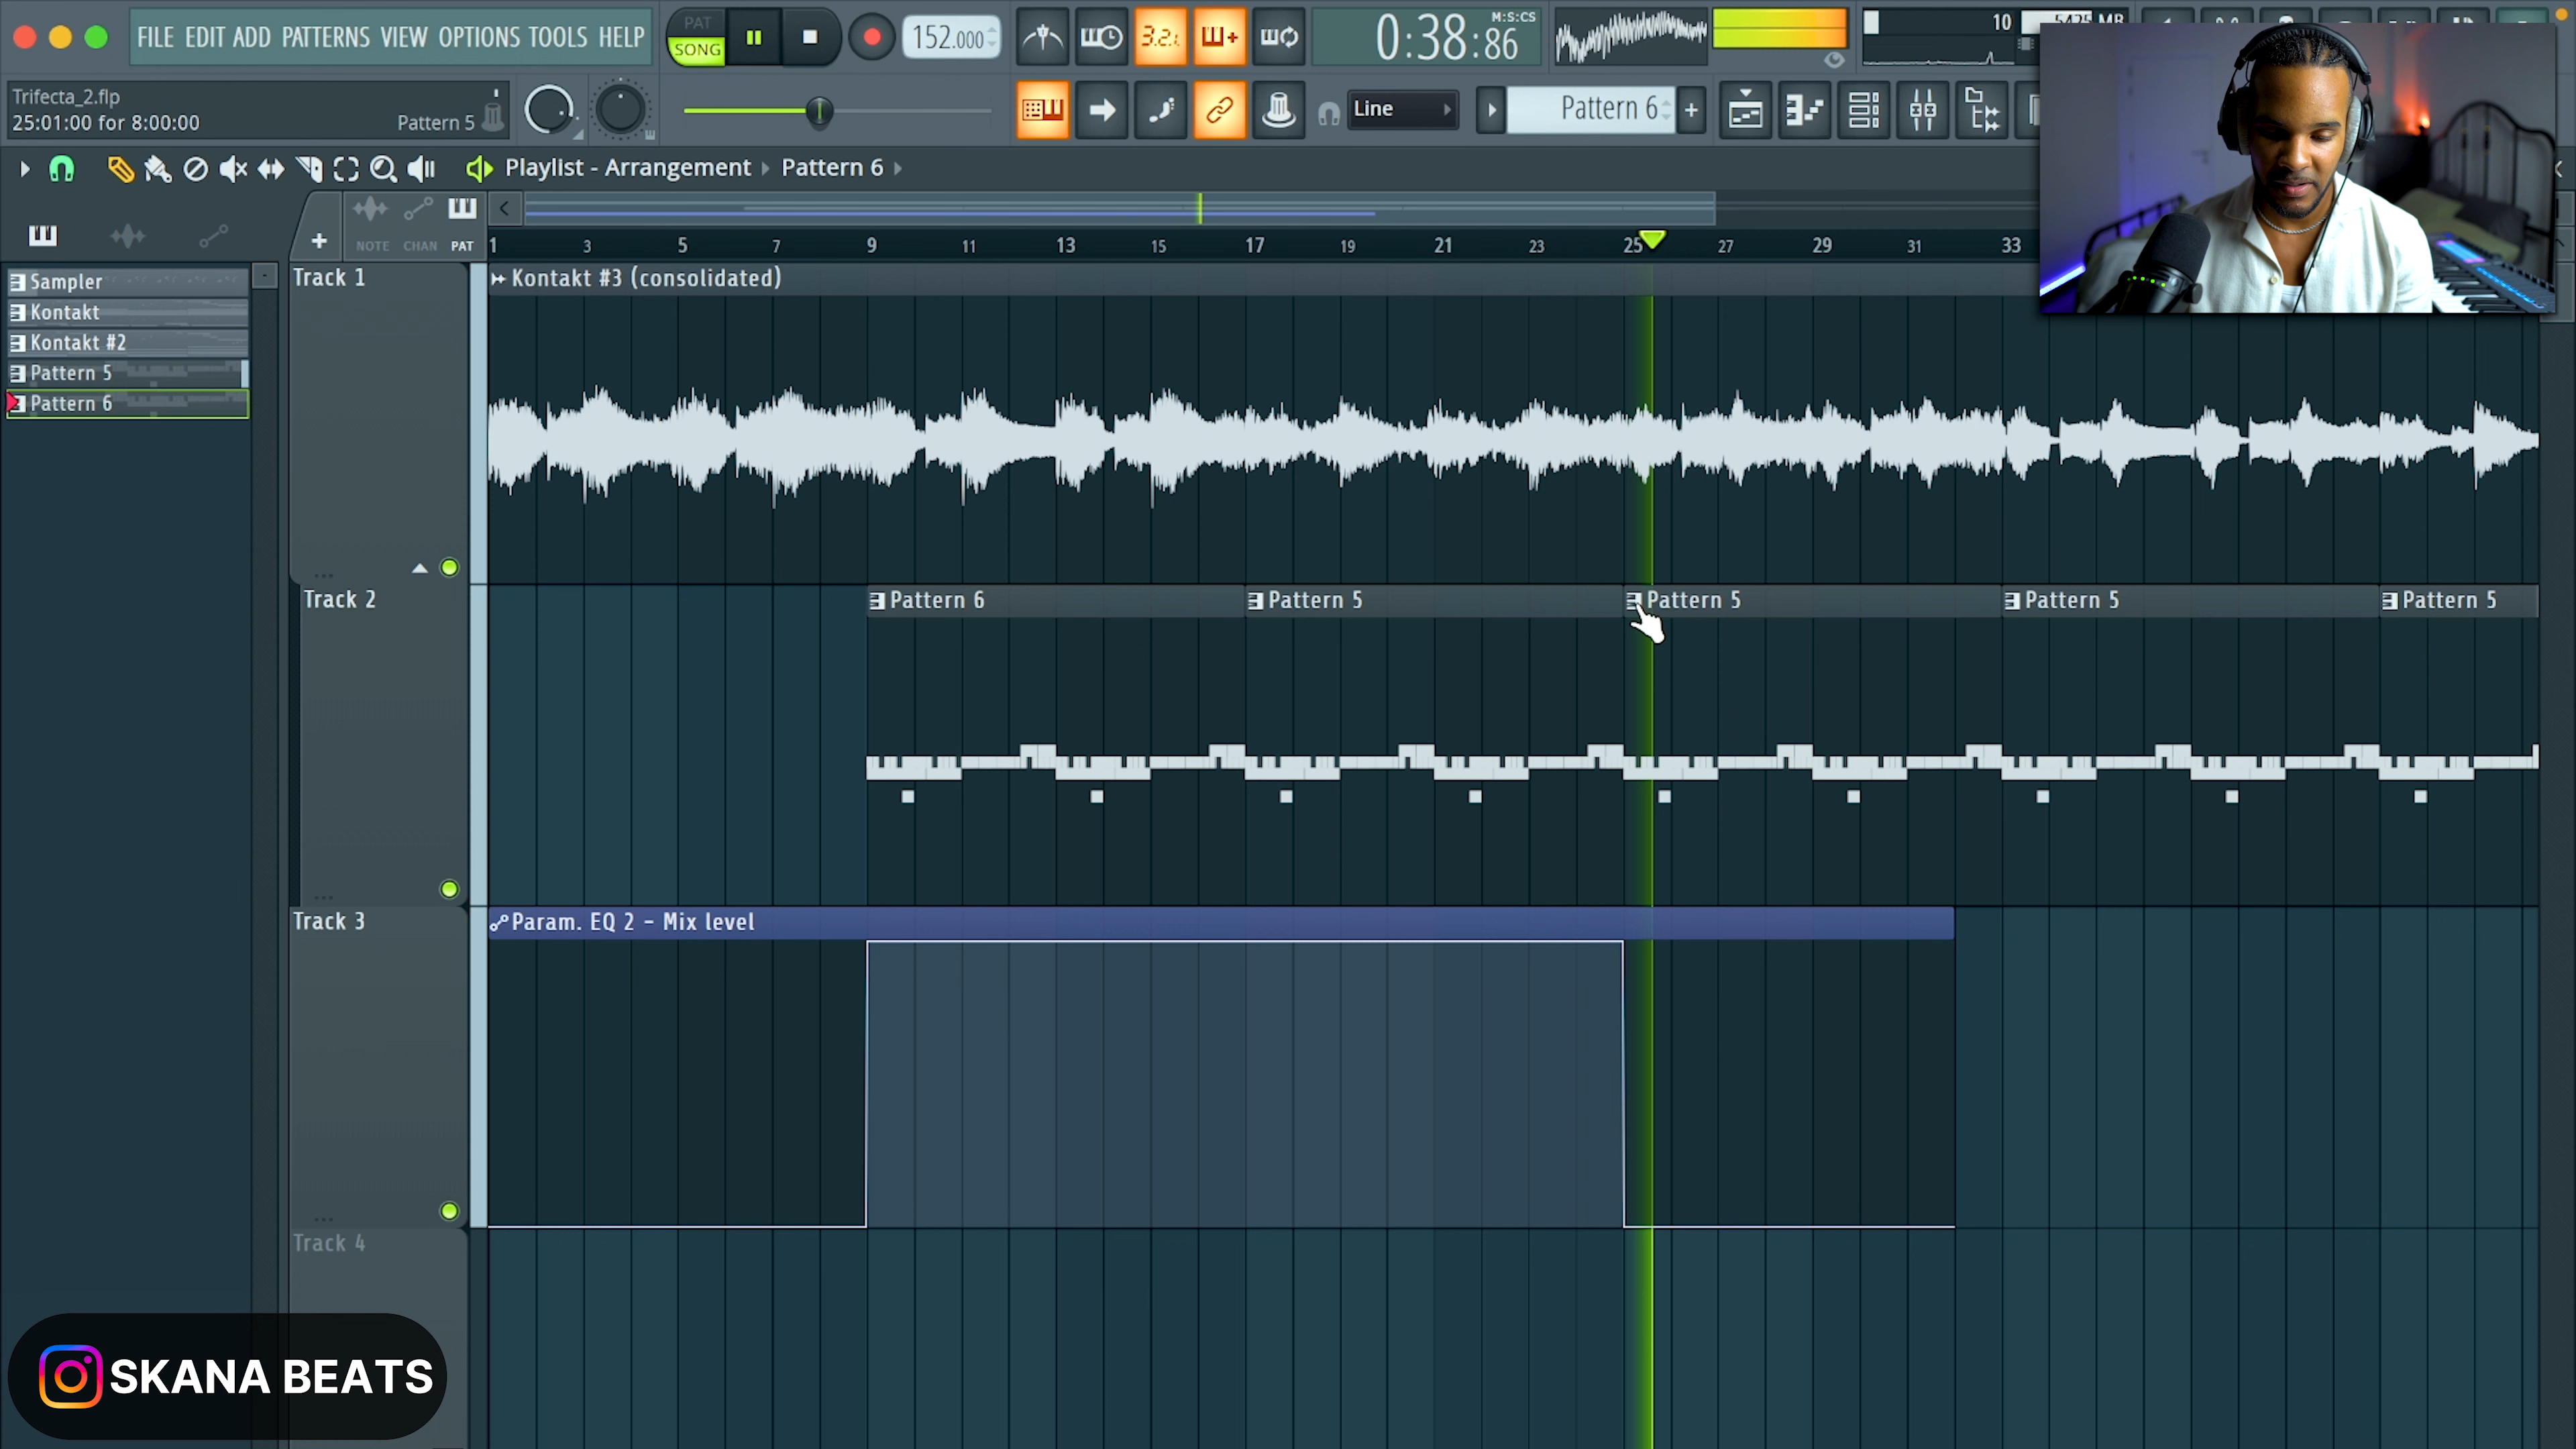 FILE EDIT ADD PATTERNS VIEW OPTIONS TOOLS HELP
PAT
SONG
152.000
3.2.
0:38:86
M:S:CS
10
Trifecta_2.flp
25:01:00 for 8:00:00
Pattern 5
Line
Pattern 6
Playlist - Arrangement
Pattern 6
NOTE CHAN PAT
1 3 5 7 9 11 13 15 17 19 21 23 25 27 29 31 33
Sampler
Kontakt
Kontakt #2
Pattern 5
Pattern 6
Track 1
Kontakt #3 (consolidated)
Track 2
Pattern 6
Pattern 5
Pattern 5
Pattern 5
Pattern 5
Track 3
Param. EQ 2 - Mix level
Track 4
SKANA BEATS